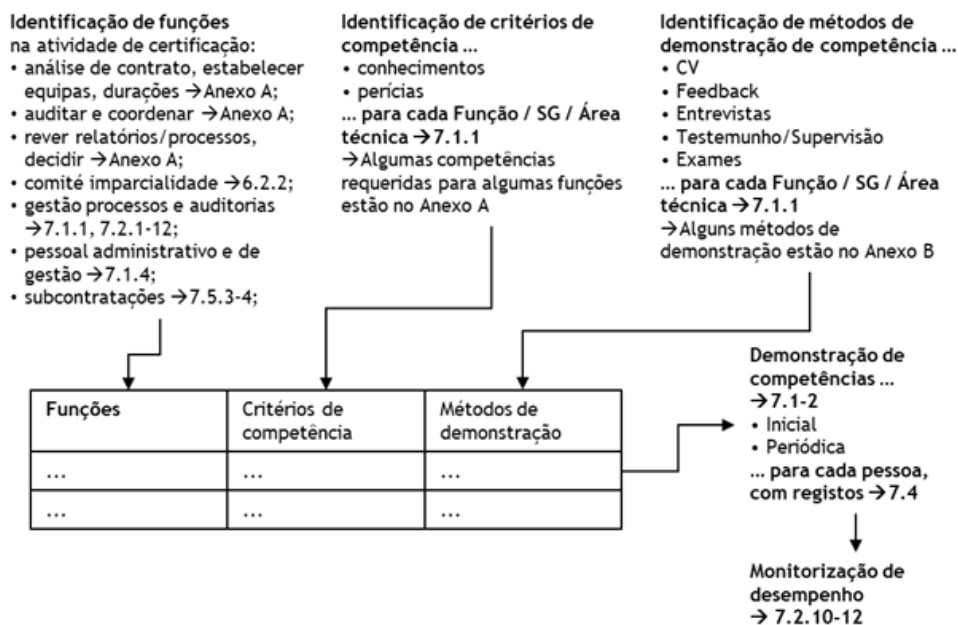 Identificação de funções
na atividade de certificação:
• análise de contrato, estabelecer
equipas, durações →Anexo A;
• auditar e coordenar →Anexo A;
• rever relatórios/processos,
decidir →Anexo A;
• comité imparcialidade →6.2.2;
• gestão processos e auditorias
→7.1.1, 7.2.1-12;
• pessoal administrativo e de
gestão →7.1.4;
• subcontratações →7.5.3-4;
Identificação de critérios de
competência ...
• conhecimentos
• perícias
... para cada Função / SG / Área
técnica →7.1.1
→Algumas competências
requeridas para algumas funções
estão no Anexo A
Identificação de métodos de
demonstração de competência ...
• CV
• Feedback
• Entrevistas
• Testemunho/Supervisão
• Exames
... para cada Função / SG / Área
técnica →7.1.1
→Alguns métodos de
demonstração estão no Anexo B
Funções
Critérios de
competência
Métodos de
demonstração
... ... ...
... ... ...
Demonstração de
competências ...
→7.1-2
• Inicial
• Periódica
... para cada pessoa,
com registos →7.4
Monitorização de
desempenho
→ 7.2.10-12